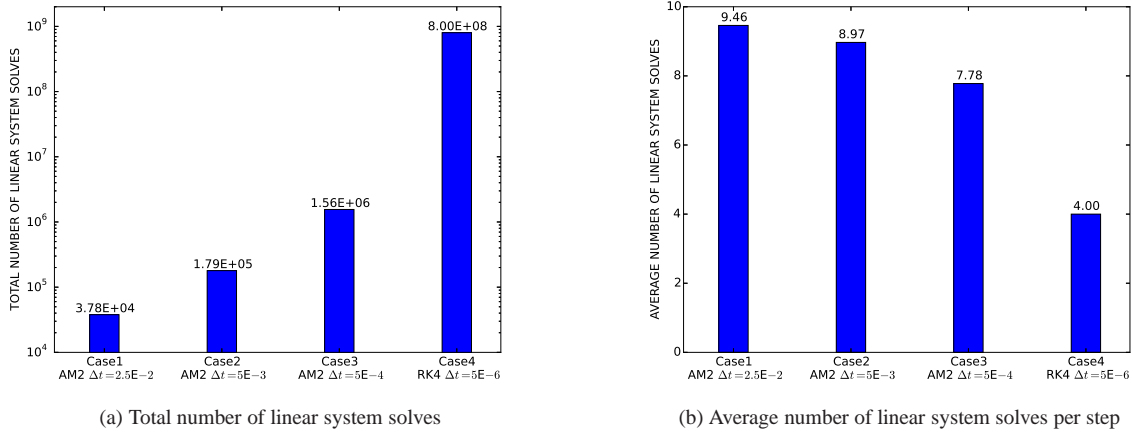 TOTAL NUMBER OF LINEAR SYSTEM SOLVES
10^9
10^8
10^7
10^6
10^5
10^4
3.78E+04
1.79E+05
1.56E+06
8.00E+08
Case1
AM2 Δt=2.5E−2
Case2
AM2 Δt=5E−3
Case3
AM2 Δt=5E−4
Case4
RK4 Δt=5E−6
(a) Total number of linear system solves
AVERAGE NUMBER OF LINEAR SYSTEM SOLVES
10
8
6
4
2
0
9.46
8.97
7.78
4.00
Case1
AM2 Δt=2.5E−2
Case2
AM2 Δt=5E−3
Case3
AM2 Δt=5E−4
Case4
RK4 Δt=5E−6
(b) Average number of linear system solves per step